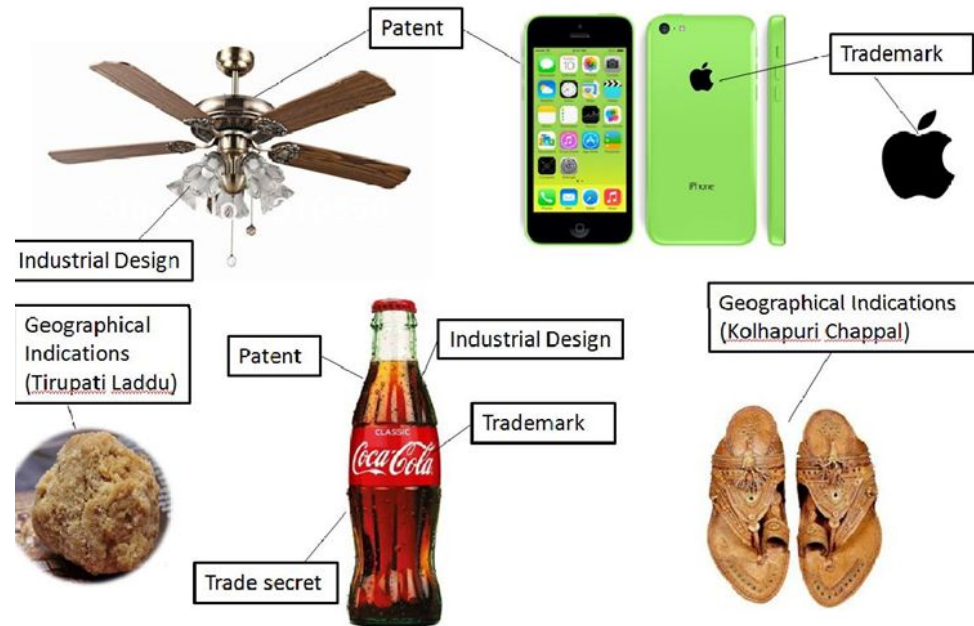 Patent
Trademark
iPhone
Industrial Design
Geographical
Indications
(Tirupati Laddu)
Patent
Industrial Design
Geographical Indications
(Kolhapuri Chappal)
CLASSIC
Coca-Cola
Trademark
Trade secret